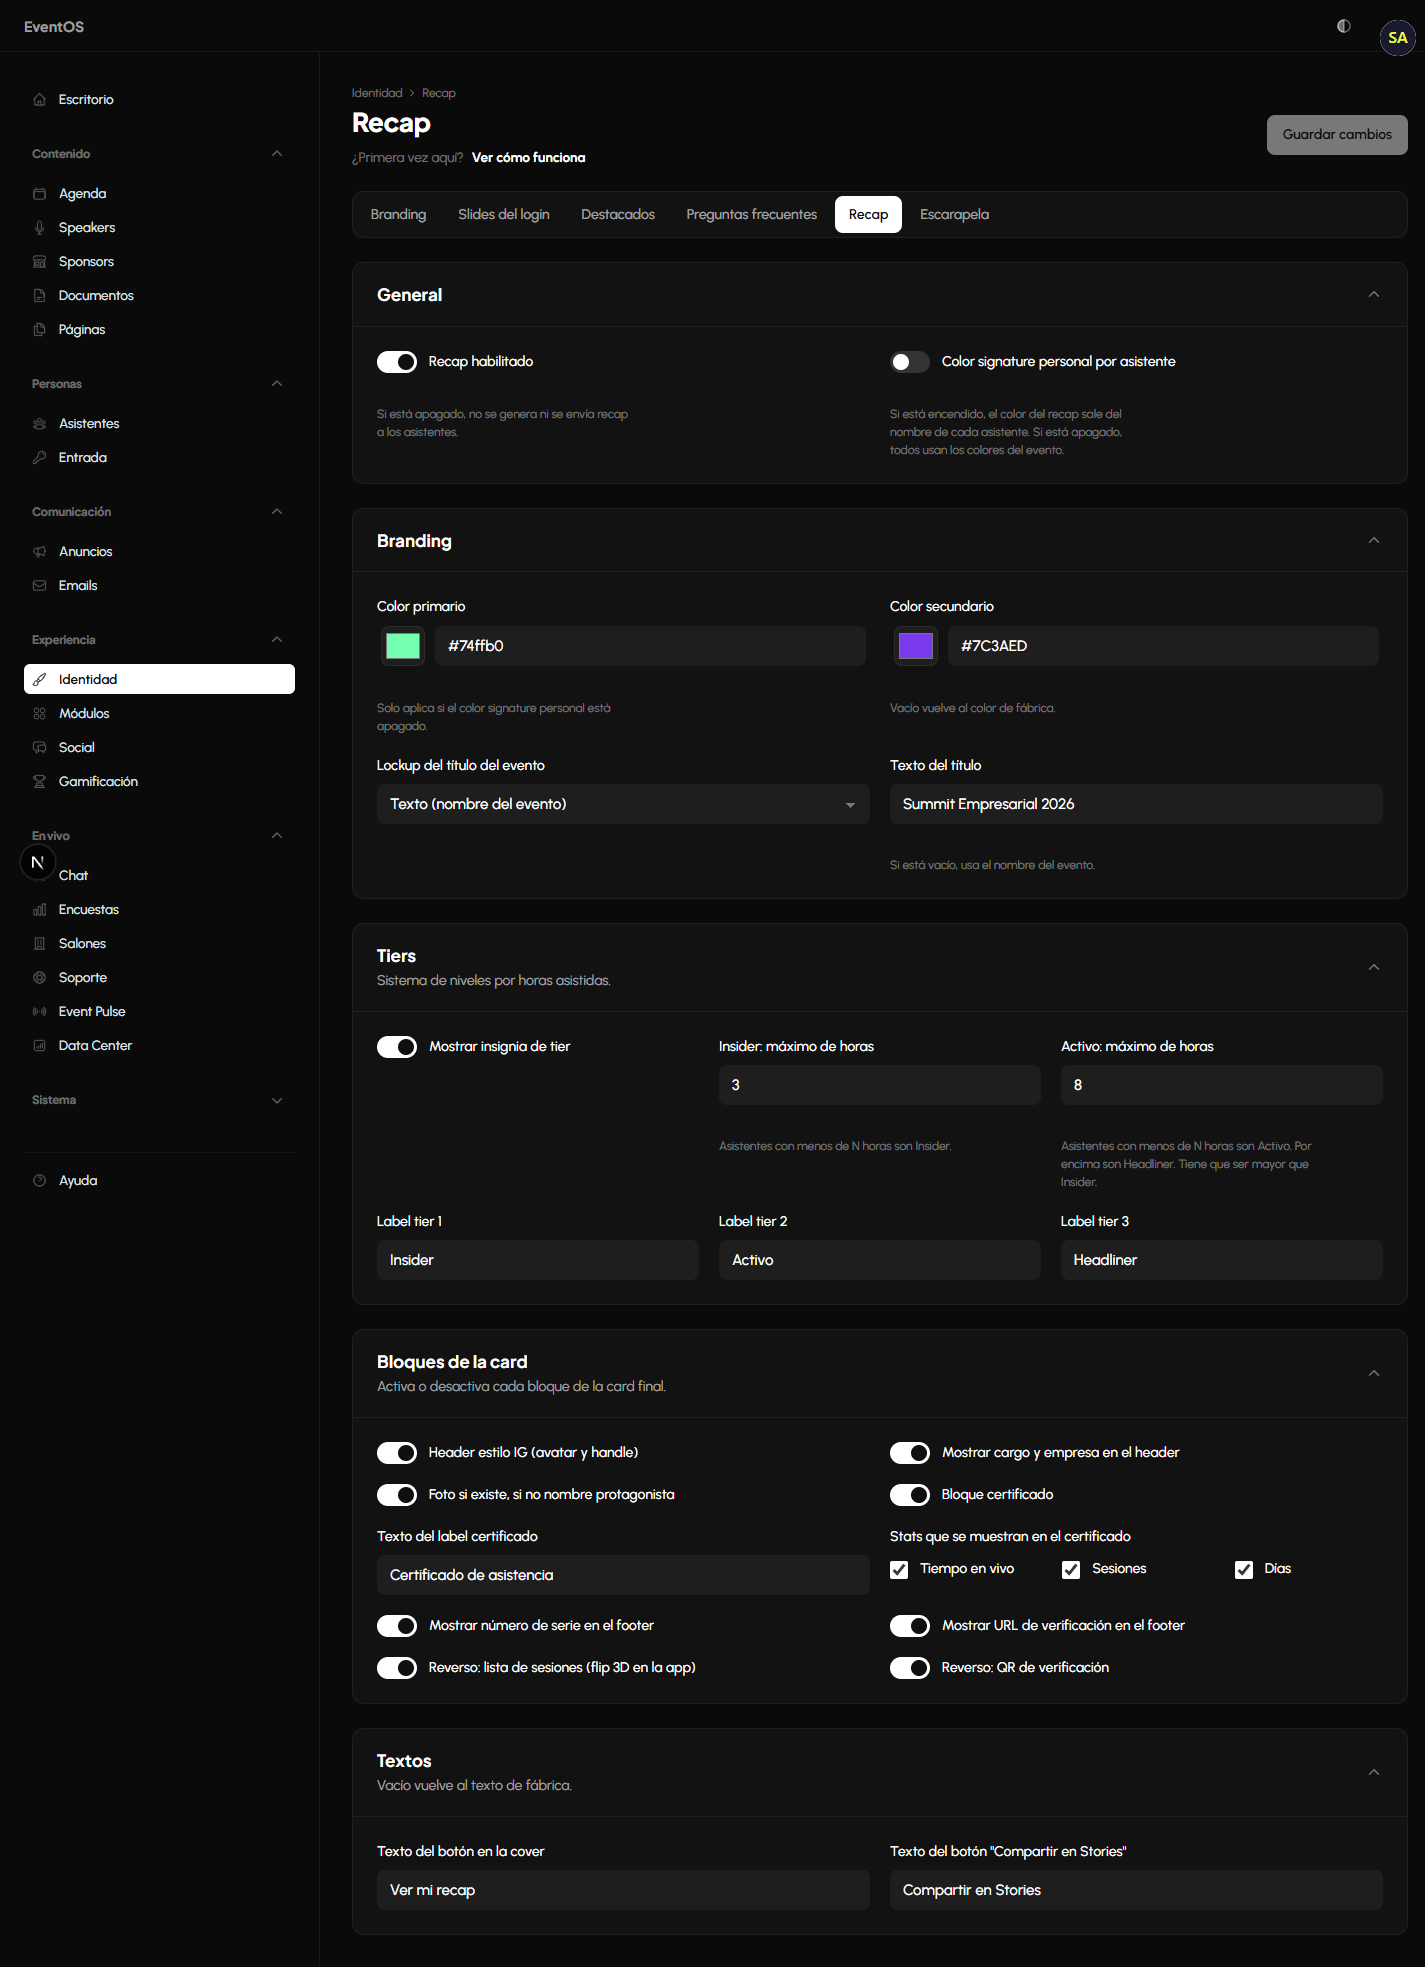 EventOS
SA
Escritorio
Contenido
Agenda
Speakers
Sponsors
Documentos
Páginas
Personas
Asistentes
Entrada
Comunicación
Anuncios
Emails
Experiencia
Identidad
Módulos
Social
Gamificación
En vivo
N
Chat
Encuestas
Salones
Soporte
Event Pulse
Data Center
Sistema
Ayuda
Identidad > Recap
Recap
¿Primera vez aquí? Ver cómo funciona
Guardar cambios
Branding Slides del login Destacados Preguntas frecuentes Recap Escarapela
General
Recap habilitado
Si está apagado, no se genera ni se envía recap
a los asistentes.
Color signature personal por asistente
Si está encendido, el color del recap sale del
nombre de cada asistente. Si está apagado,
todos usan los colores del evento.
Branding
Color primario
#74ffb0
Solo aplica si el color signature personal está
apagado.
Color secundario
#7C3AED
Vacío vuelve al color de fábrica.
Lockup del título del evento
Texto (nombre del evento)
Texto del título
Summit Empresarial 2026
Si está vacío, usa el nombre del evento.
Tiers
Sistema de niveles por horas asistidas.
Mostrar insignia de tier
Insider: máximo de horas
3
Asistentes con menos de N horas son Insider.
Activo: máximo de horas
8
Asistentes con menos de N horas son Activo. Por
encima son Headliner. Tiene que ser mayor que
Insider.
Label tier 1
Insider
Label tier 2
Activo
Label tier 3
Headliner
Bloques de la card
Activa o desactiva cada bloque de la card final.
Header estilo IG (avatar y handle)
Mostrar cargo y empresa en el header
Foto si existe, si no nombre protagonista
Bloque certificado
Texto del label certificado
Certificado de asistencia
Stats que se muestran en el certificado
Tiempo en vivo Sesiones Días
Mostrar número de serie en el footer
Mostrar URL de verificación en el footer
Reverso: lista de sesiones (flip 3D en la app)
Reverso: QR de verificación
Textos
Vacío vuelve al texto de fábrica.
Texto del botón en la cover
Ver mi recap
Texto del botón "Compartir en Stories"
Compartir en Stories